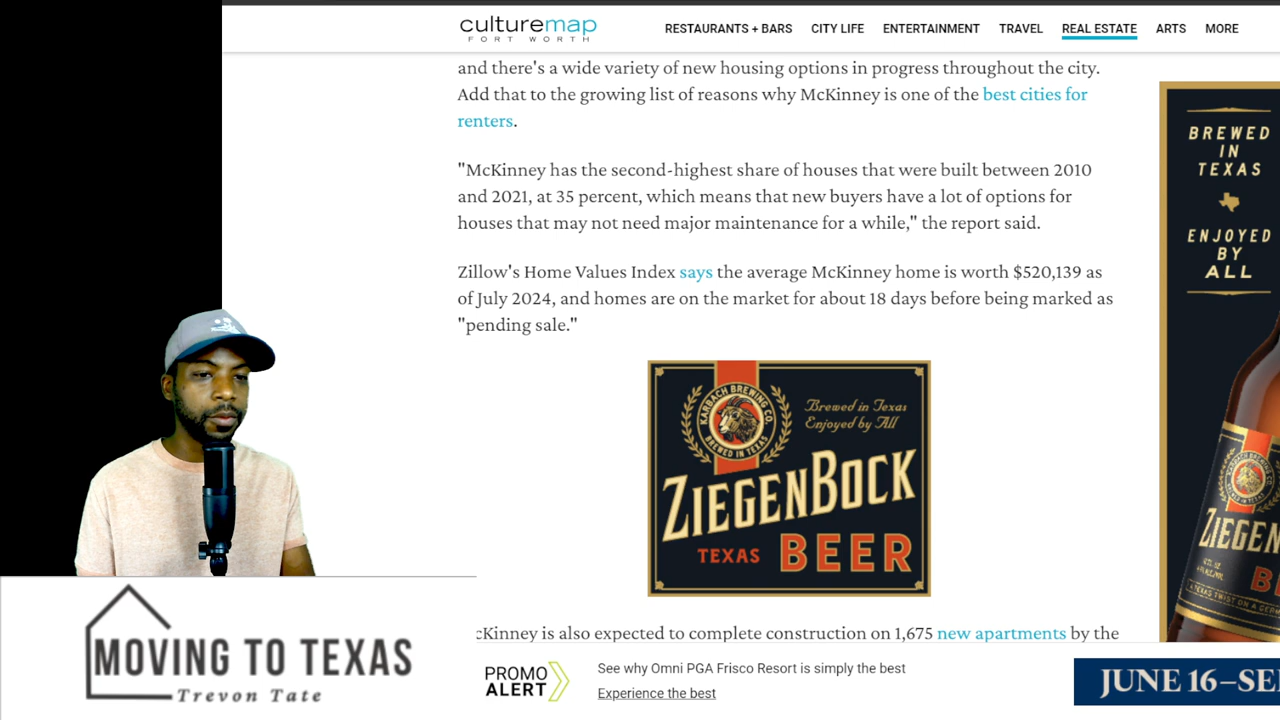 culturemap
FORT WORTH
RESTAURANTS + BARS CITY LIFE ENTERTAINMENT TRAVEL REAL ESTATE ARTS MORE
and there's a wide variety of new housing options in progress throughout the city.
Add that to the growing list of reasons why McKinney is one of the best cities for
renters.
"McKinney has the second-highest share of houses that were built between 2010
and 2021, at 35 percent, which means that new buyers have a lot of options for
houses that may not need major maintenance for a while," the report said.
Zillow's Home Values Index says the average McKinney home is worth $520,139 as
of July 2024, and homes are on the market for about 18 days before being marked as
"pending sale."
KARBACH BREWING CO.
BREWED IN TEXAS
Brewed in Texas
Enjoyed by All
ZIEGENBOCK
TEXAS BEER
cKinney is also expected to complete construction on 1,675 new apartments by the
BREWED
IN
TEXAS
ENJOYED
BY
ALL
ZIEGEN
MOVING TO TEXAS
Trevon Tate
PROMO
ALERT
See why Omni PGA Frisco Resort is simply the best
Experience the best
JUNE 16–SE